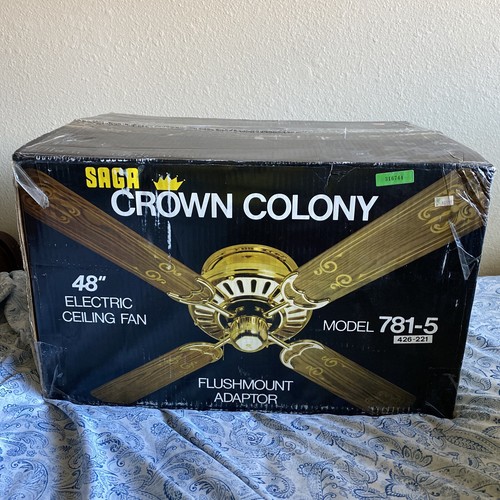 SAGA
CROWN COLONY
48"
ELECTRIC
CEILING FAN
MODEL 781-5
426-221
FLUSHMOUNT
ADAPTOR